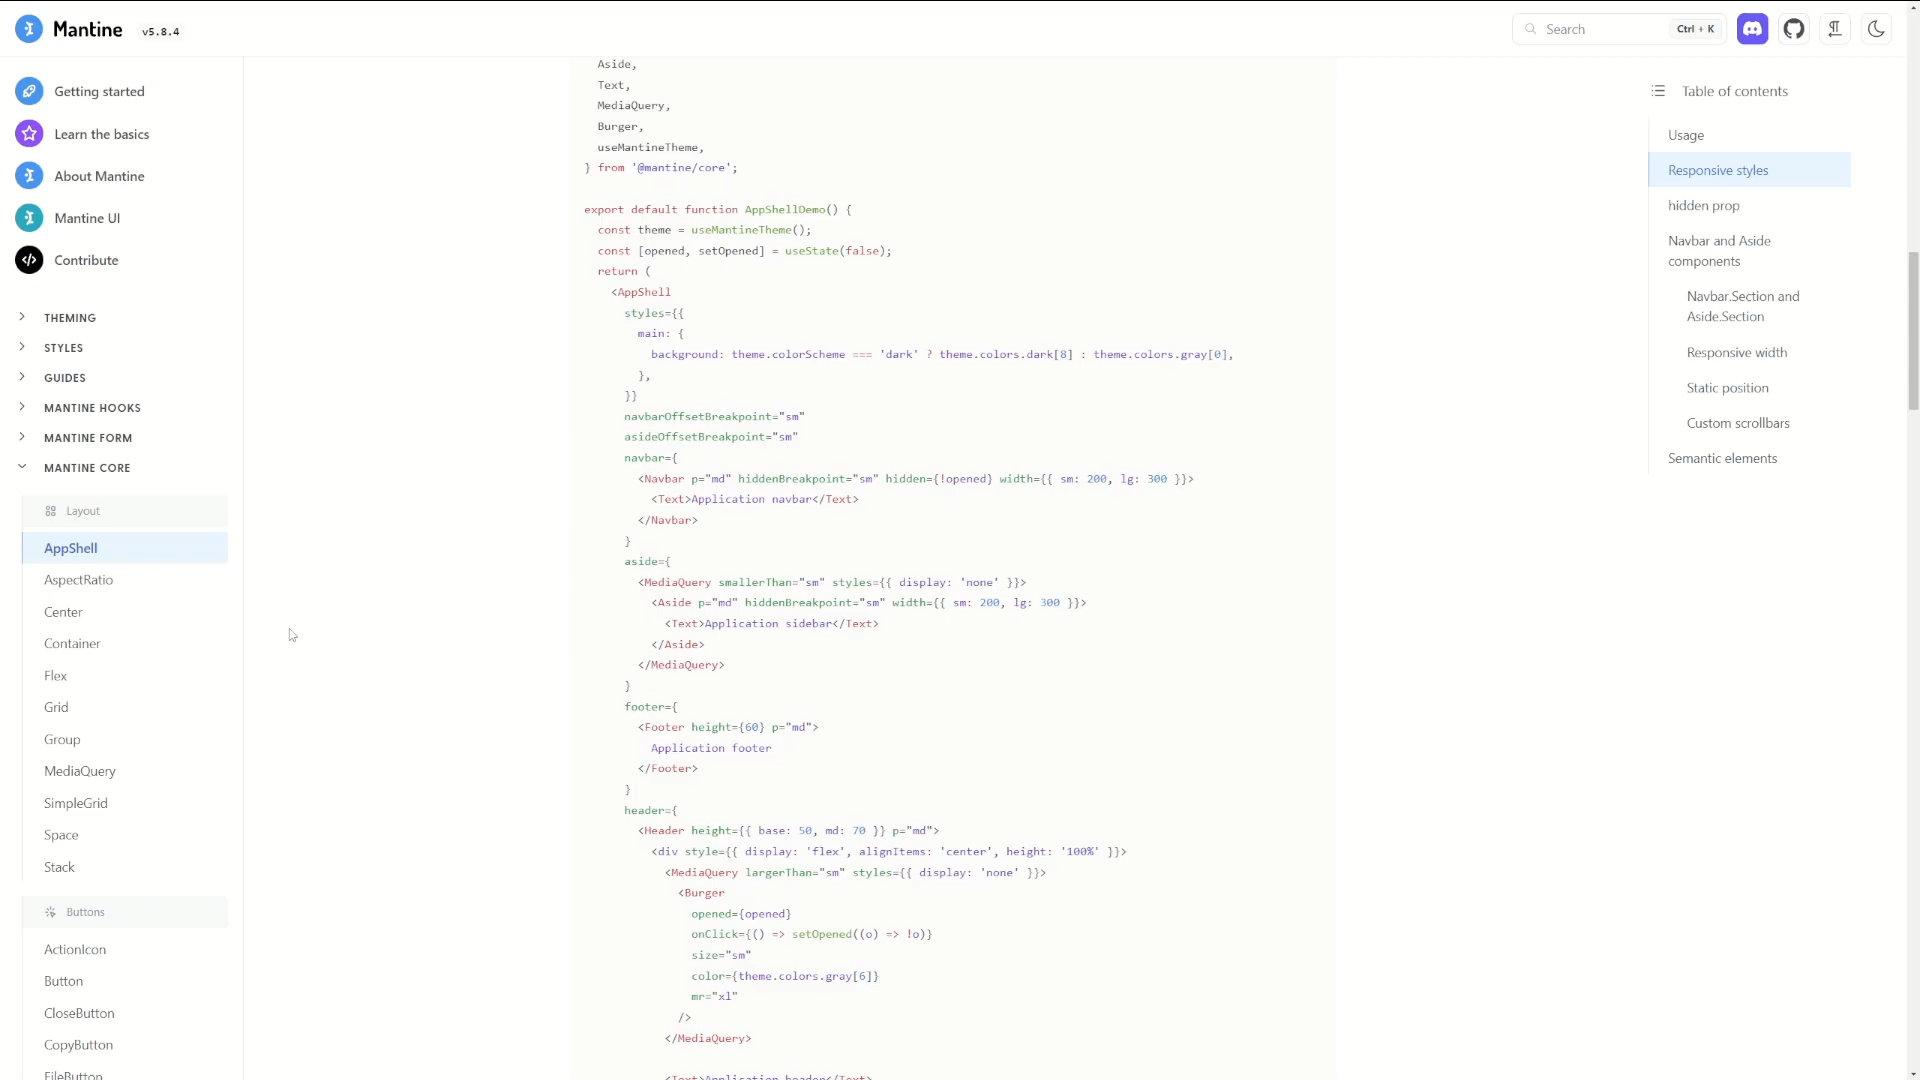 Mantine v5.8.4
Search Ctrl + K
Getting started
Learn the basics
About Mantine
Mantine UI
Contribute
THEMING
STYLES
GUIDES
MANTINE HOOKS
MANTINE FORM
MANTINE CORE
Layout
AppShell
AspectRatio
Center
Container
Flex
Grid
Group
MediaQuery
SimpleGrid
Space
Stack
Buttons
ActionIcon
Button
CloseButton
CopyButton
FileButton
Aside,
Text,
MediaQuery,
Burger,
useMantineTheme,
} from '@mantine/core';
export default function AppShellDemo() {
const theme = useMantineTheme();
const [opened, setOpened] = useState(false);
return (
<AppShell
styles={{
main: {
background: theme.colorScheme === 'dark' ? theme.colors.dark[8] : theme.colors.gray[0],
},
}}
navbarOffsetBreakpoint="sm"
asideOffsetBreakpoint="sm"
navbar={
<Navbar p="md" hiddenBreakpoint="sm" hidden={!opened} width={{ sm: 200, lg: 300 }}>
<Text>Application navbar</Text>
</Navbar>
}
aside={
<MediaQuery smallerThan="sm" styles={{ display: 'none' }}>
<Aside p="md" hiddenBreakpoint="sm" width={{ sm: 200, lg: 300 }}>
<Text>Application sidebar</Text>
</Aside>
</MediaQuery>
}
footer={
<Footer height={60} p="md">
Application footer
</Footer>
}
header={
<Header height={{ base: 50, md: 70 }} p="md">
<div style={{ display: 'flex', alignItems: 'center', height: '100%' }}>
<MediaQuery largerThan="sm" styles={{ display: 'none' }}>
<Burger
opened={opened}
onClick={() => setOpened((o) => !o)}
size="sm"
color={theme.colors.gray[6]}
mr="xl"
/>
</MediaQuery>
<Text>Application header</Text>
Table of contents
Usage
Responsive styles
hidden prop
Navbar and Aside
components
Navbar.Section and
Aside.Section
Responsive width
Static position
Custom scrollbars
Semantic elements